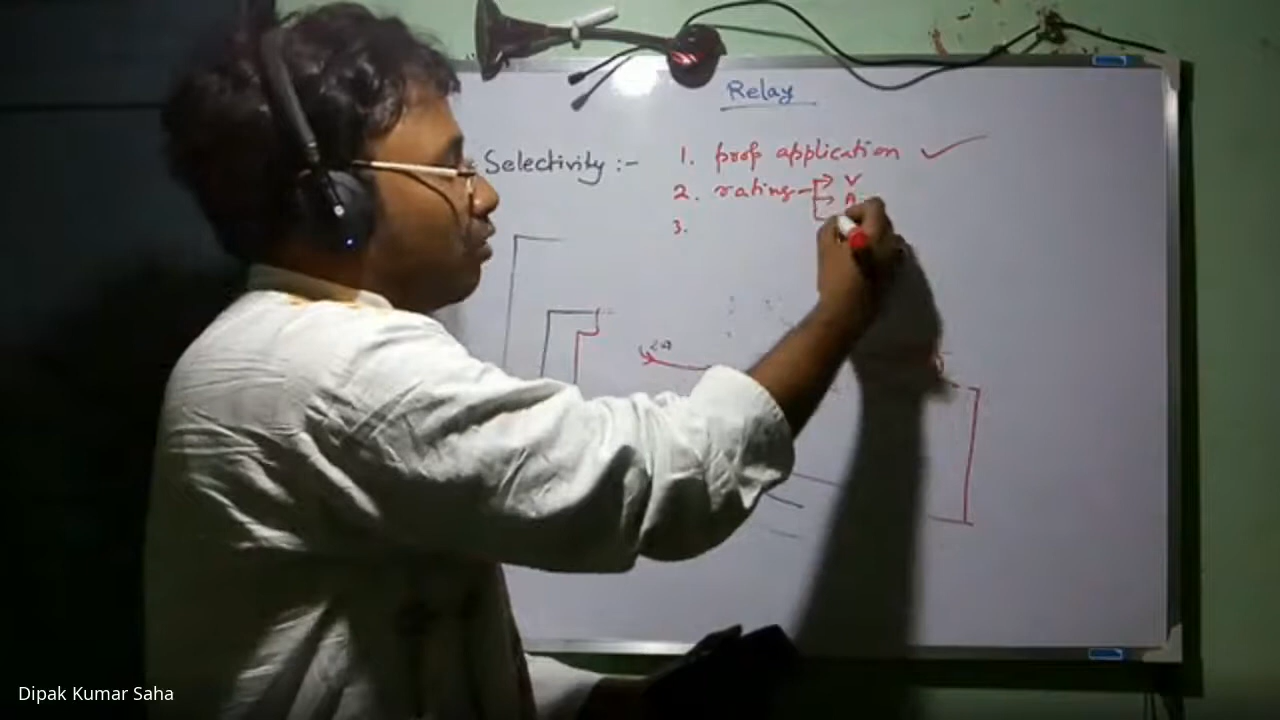 Relay
Selectivity :- 1. prop application ✓
2. rating → V
→ A
3.
Dipak Kumar Saha